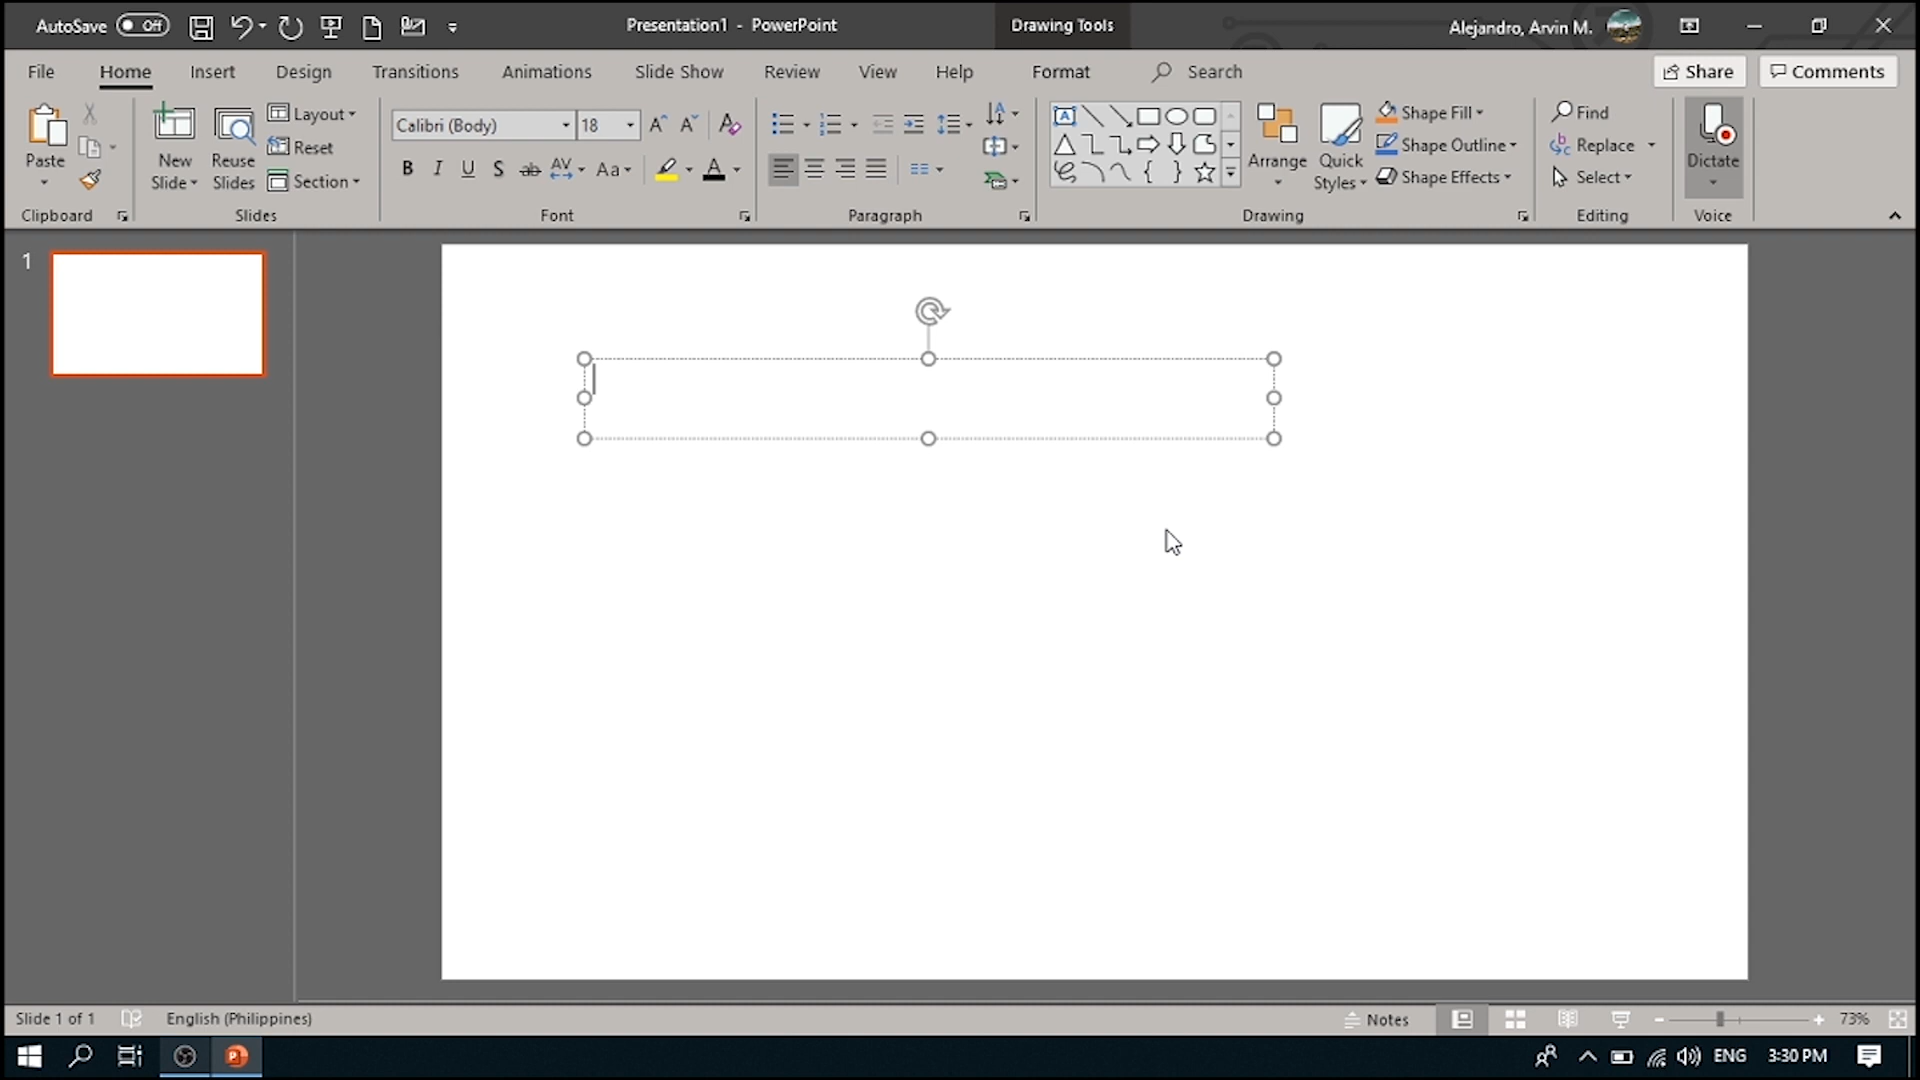 AutoSave Off Presentation1 - PowerPoint Drawing Tools Alejandro, Arvin M.
File Home Insert Design Transitions Animations Slide Show Review View Help Format Search Share Comments
Paste
New Slide
Reuse Slides
Layout
Reset
Section
Calibri (Body) 18
B I U S ab AV Aa A
Arrange
Quick Styles
Shape Fill
Shape Outline
Shape Effects
Find
Replace
Select
Dictate
Clipboard Slides Font Paragraph Drawing Editing Voice
1
Slide 1 of 1 English (Philippines) Notes 73%
ENG 3:30 PM